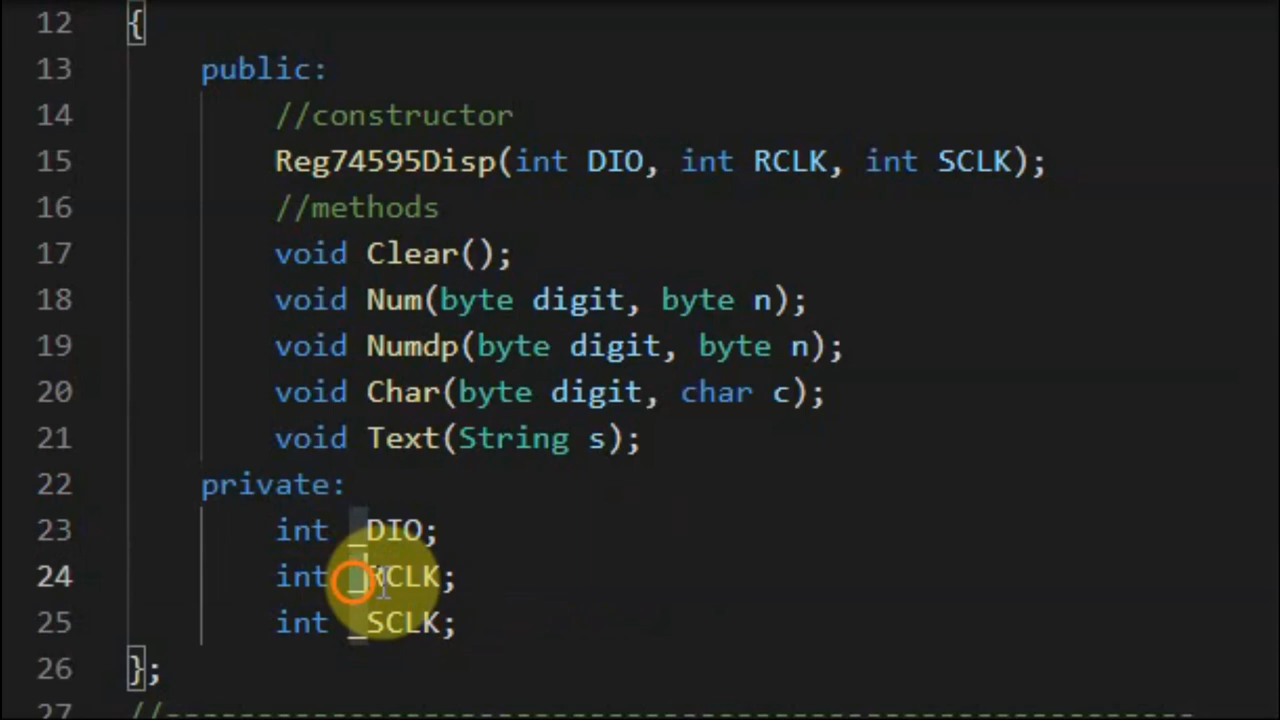 12 {
13 public:
14 //constructor
15 Reg74595Disp(int DIO, int RCLK, int SCLK);
16 //methods
17 void Clear();
18 void Num(byte digit, byte n);
19 void Numdp(byte digit, byte n);
20 void Char(byte digit, char c);
21 void Text(String s);
22 private:
23 int _DIO;
24 int _RCLK;
25 int _SCLK;
26 };
27 //--------------------------------------------------------